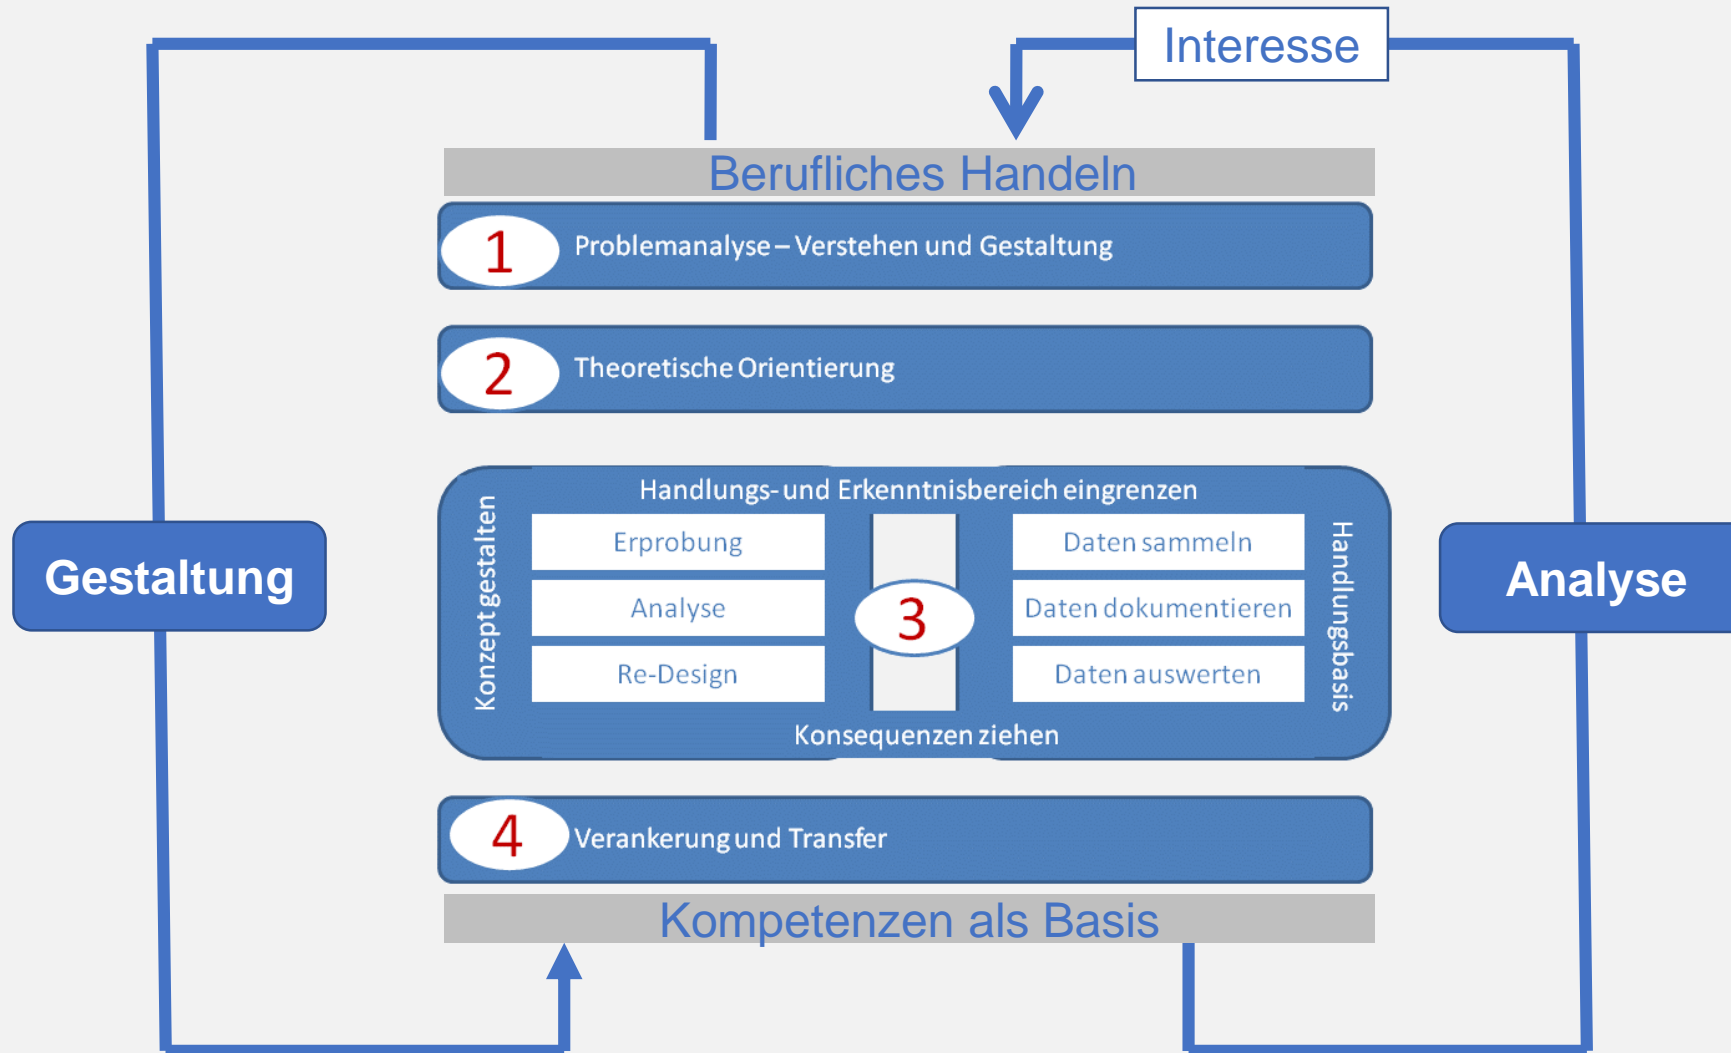 Interesse
Berufliches Handeln
1
Problemanalyse – Verstehen und Gestaltung
2
Theoretische Orientierung
Handlungs- und Erkenntnisbereich eingrenzen
Konzept gestalten
Erprobung
Analyse
Re-Design
3
Daten sammeln
Daten dokumentieren
Daten auswerten
Handlungsbasis
Konsequenzen ziehen
Gestaltung
Analyse
4
Verankerung und Transfer
Kompetenzen als Basis